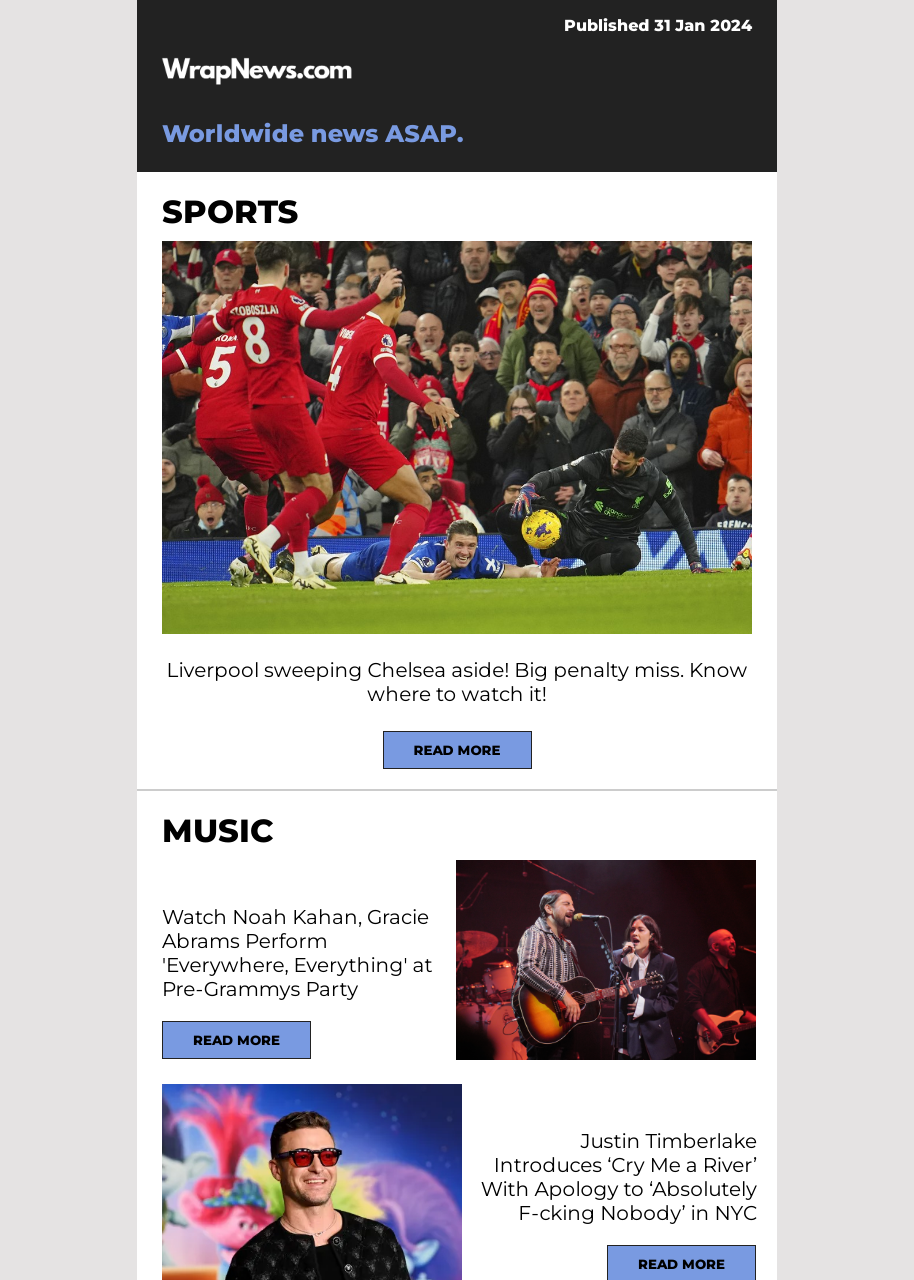 Published 31 Jan 2024
WrapNews.com
Worldwide news ASAP.
SPORTS
SZOBOSZLAI
8
5
4
Liverpool sweeping Chelsea aside! Big penalty miss. Know
where to watch it!
READ MORE
MUSIC
Watch Noah Kahan, Gracie
Abrams Perform
'Everywhere, Everything' at
Pre-Grammys Party
READ MORE
Justin Timberlake
Introduces ‘Cry Me a River’
With Apology to ‘Absolutely
F-cking Nobody’ in NYC
READ MORE